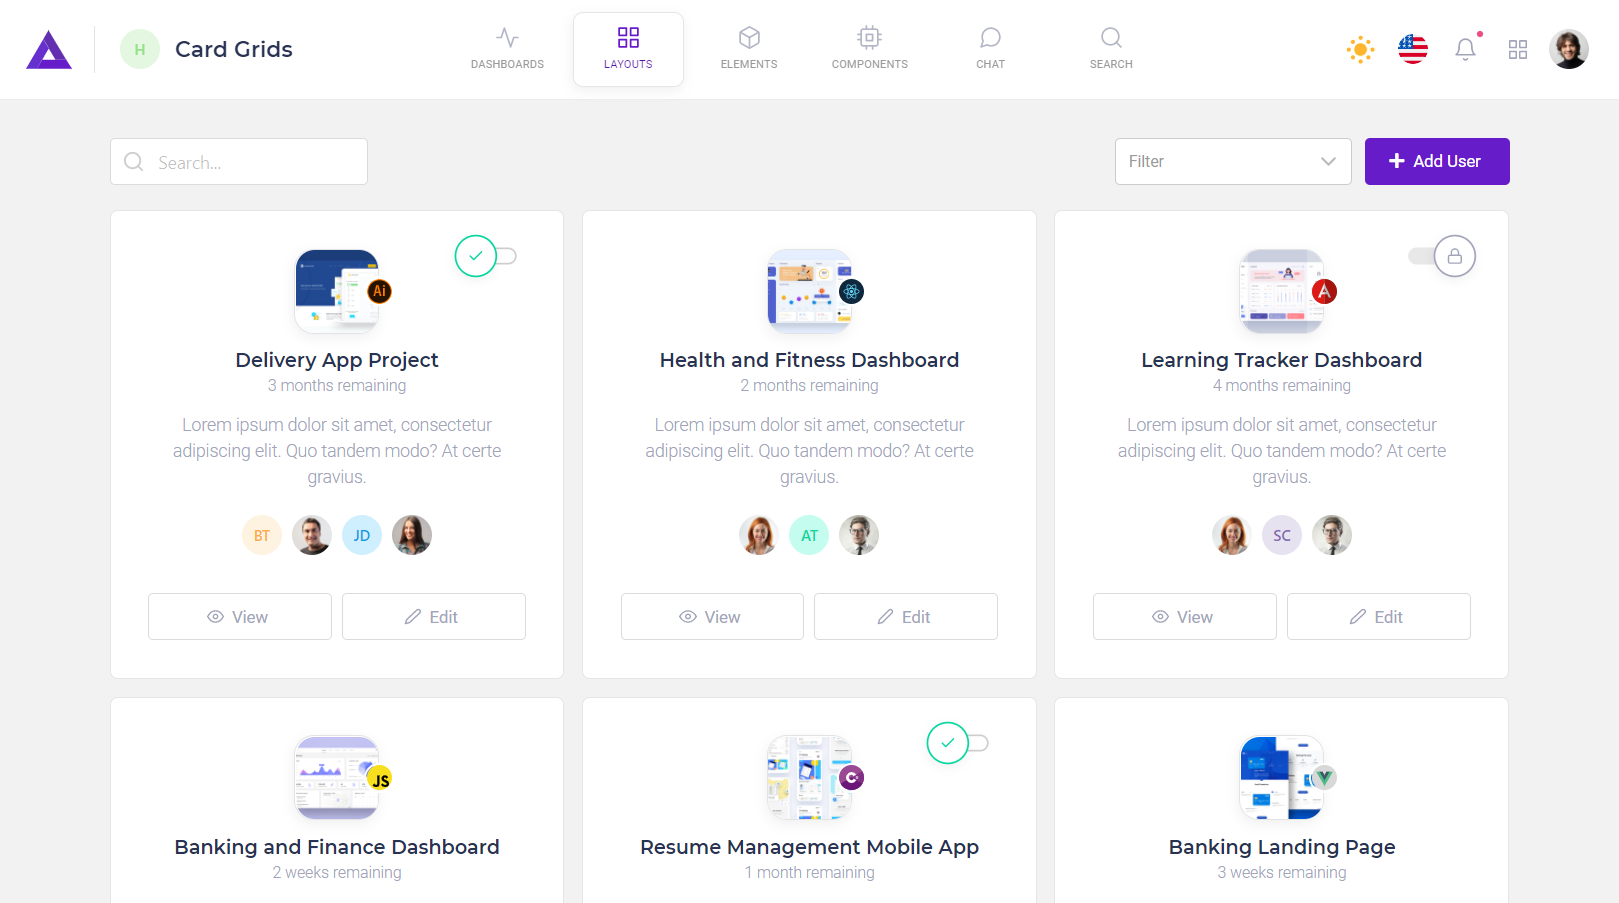 H
Card Grids
DASHBOARDS
LAYOUTS
ELEMENTS
COMPONENTS
CHAT
SEARCH
Search...
Filter
Add User
Ai
Delivery App Project
3 months remaining
Lorem ipsum dolor sit amet, consectetur
adipiscing elit. Quo tandem modo? At certe
gravius.
BT
JD
View
Edit
Health and Fitness Dashboard
2 months remaining
Lorem ipsum dolor sit amet, consectetur
adipiscing elit. Quo tandem modo? At certe
gravius.
AT
View
Edit
Learning Tracker Dashboard
4 months remaining
Lorem ipsum dolor sit amet, consectetur
adipiscing elit. Quo tandem modo? At certe
gravius.
SC
View
Edit
JS
Banking and Finance Dashboard
2 weeks remaining
Resume Management Mobile App
1 month remaining
Banking Landing Page
3 weeks remaining